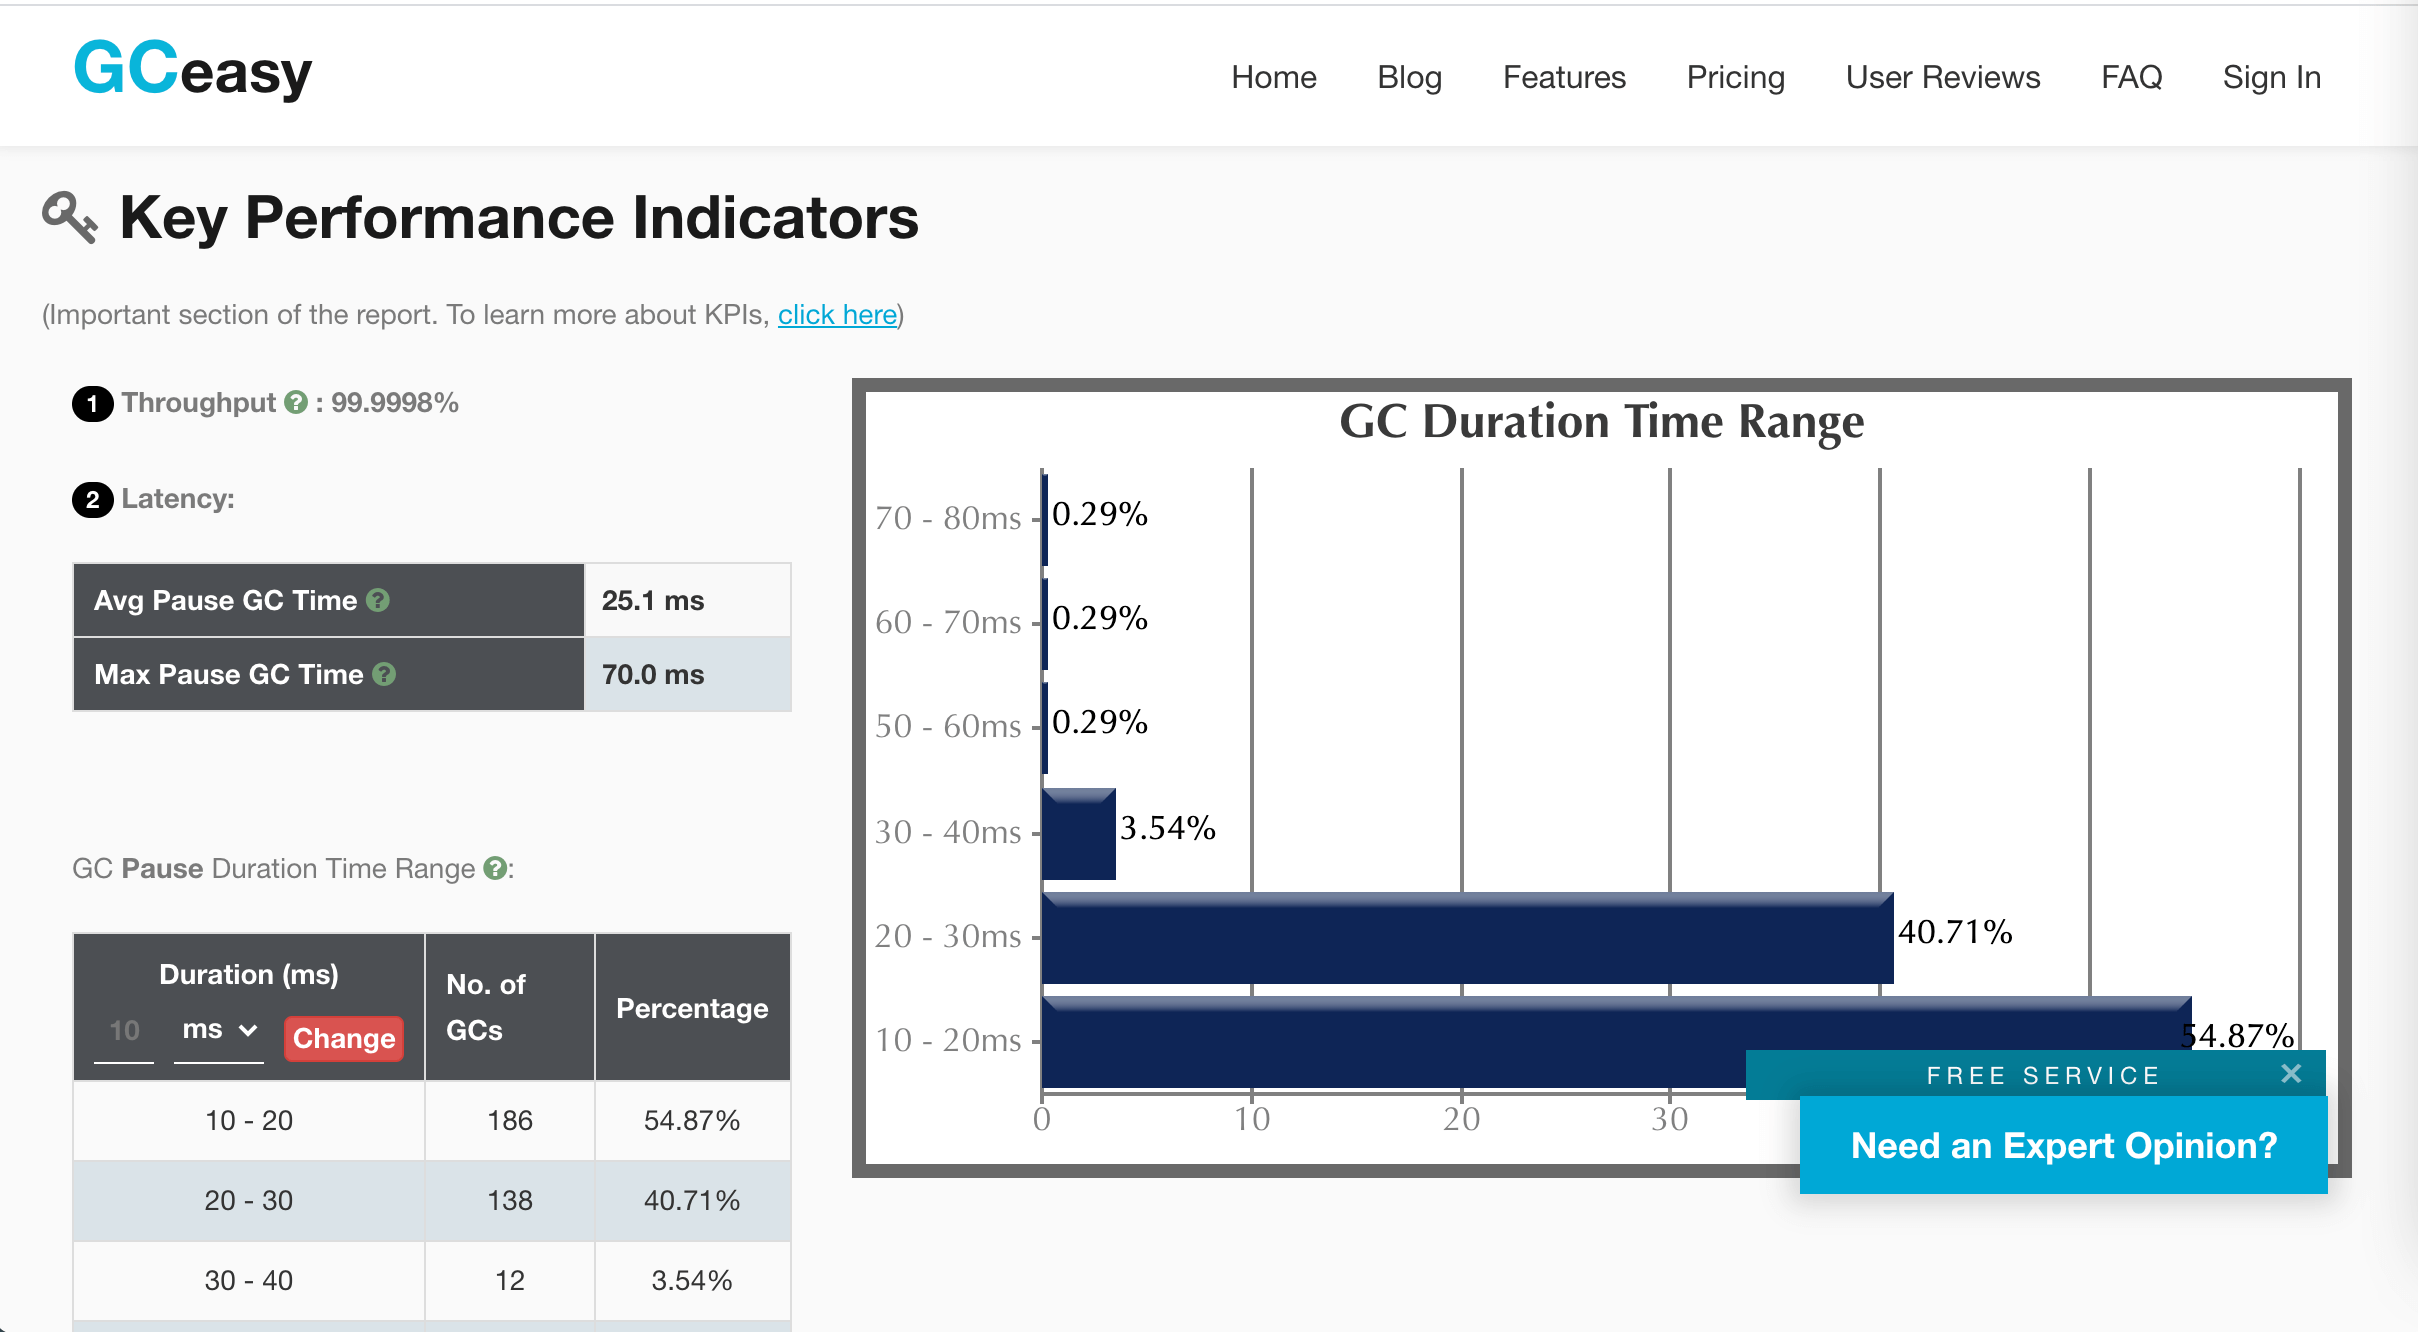 GCeasy
Home Blog Features Pricing User Reviews FAQ Sign In
Key Performance Indicators
(Important section of the report. To learn more about KPIs, click here)
1 Throughput ? : 99.9998%
2 Latency:
Avg Pause GC Time ? 25.1 ms
Max Pause GC Time ? 70.0 ms
GC Pause Duration Time Range ?:
Duration (ms)
10 ms Change
No. of
GCs
Percentage
10 - 20 186 54.87%
20 - 30 138 40.71%
30 - 40 12 3.54%
GC Duration Time Range
70 - 80ms 0.29%
60 - 70ms 0.29%
50 - 60ms 0.29%
30 - 40ms 3.54%
20 - 30ms 40.71%
10 - 20ms 54.87%
0 10 20 30
FREE SERVICE ×
Need an Expert Opinion?